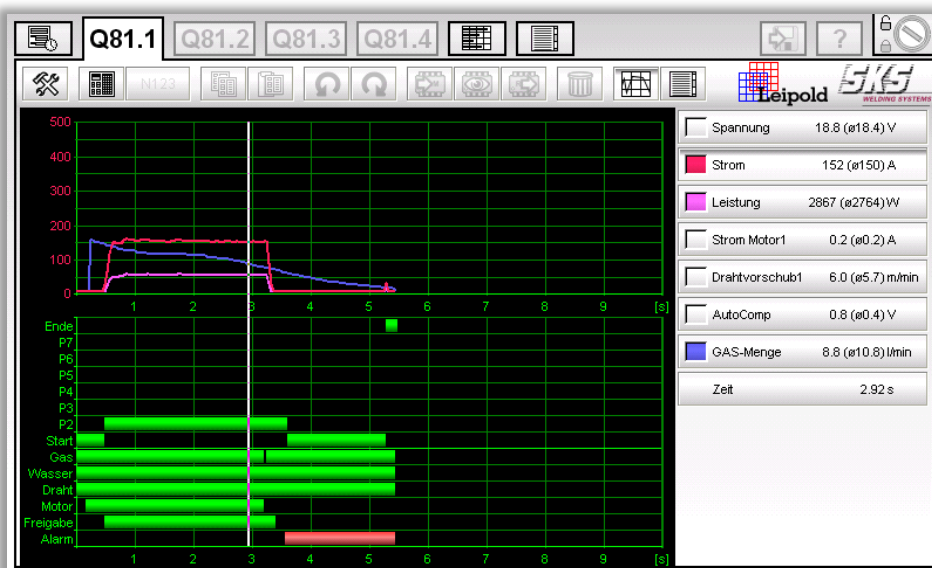 Q81.1 Q81.2 Q81.3 Q81.4 ?
N123
Leipold
SKS
WELDING SYSTEMS
500
400
300
200
100
0
1 2 3 4 5 6 7 8 9 [s]
Spannung 18.8 (ø18.4) V
Strom 152 (ø150) A
Leistung 2867 (ø2764) W
Strom Motor1 0.2 (ø0.2) A
Drahtvorschub1 6.0 (ø5.7) m/min
AutoComp 0.8 (ø0.4) V
GAS-Menge 8.8 (ø10.8) l/min
Zeit 2.92 s
Ende
P7
P6
P5
P4
P3
P2
Start
Gas
Wasser
Draht
Motor
Freigabe
Alarm
1 2 3 4 5 6 7 8 9 [s]